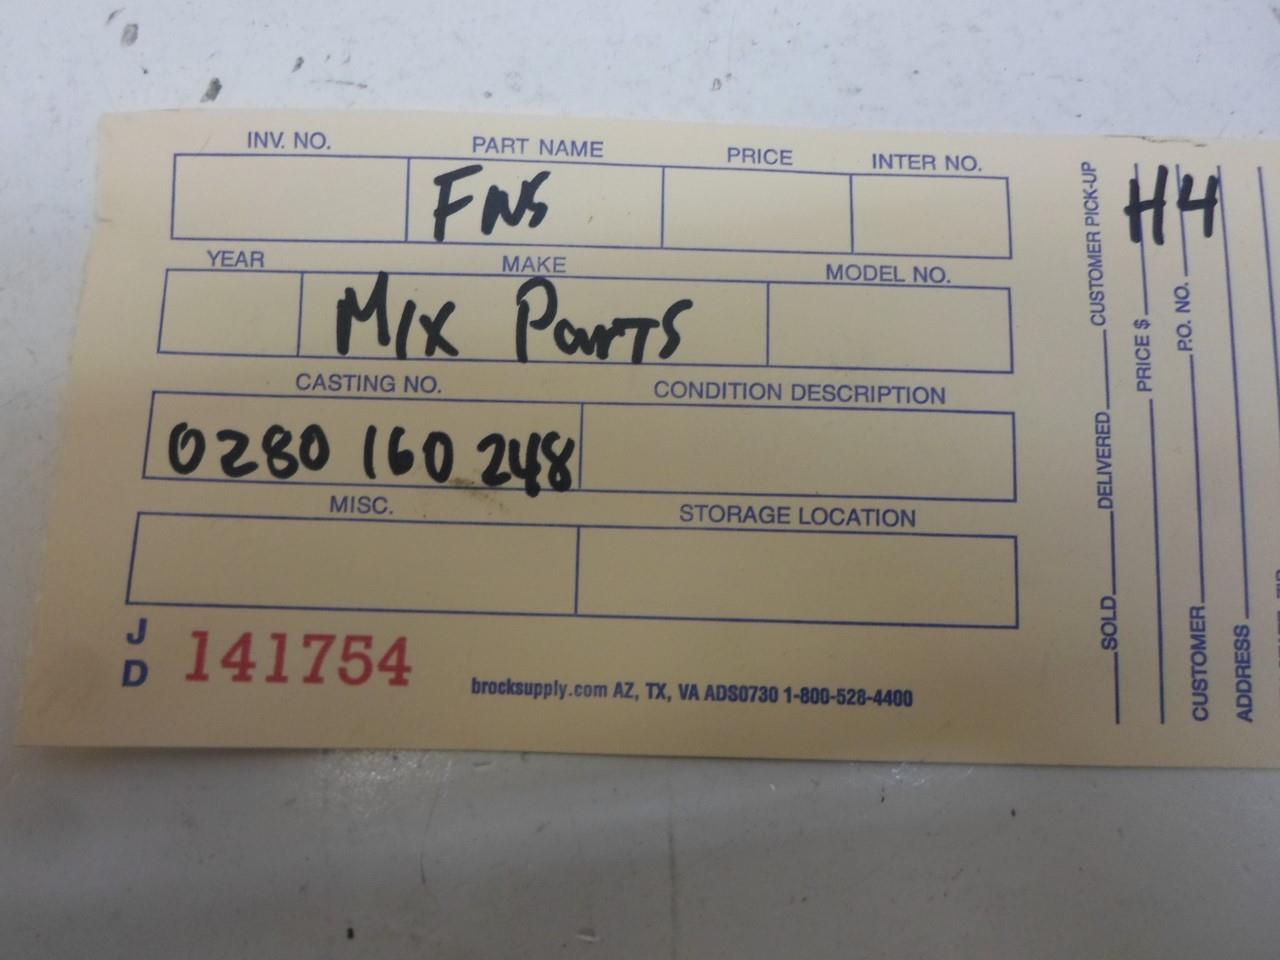 INV. NO. PART NAME PRICE INTER NO.
FNS
YEAR MAKE MODEL NO.
MIX PARTS
CASTING NO. CONDITION DESCRIPTION
0280 160 248
MISC. STORAGE LOCATION
J D 141754
brocksupply.com AZ, TX, VA ADS0730 1-800-528-4400
SOLD DELIVERED CUSTOMER PICK-UP
PRICE $
H4
CUSTOMER P.O. NO.
ADDRESS